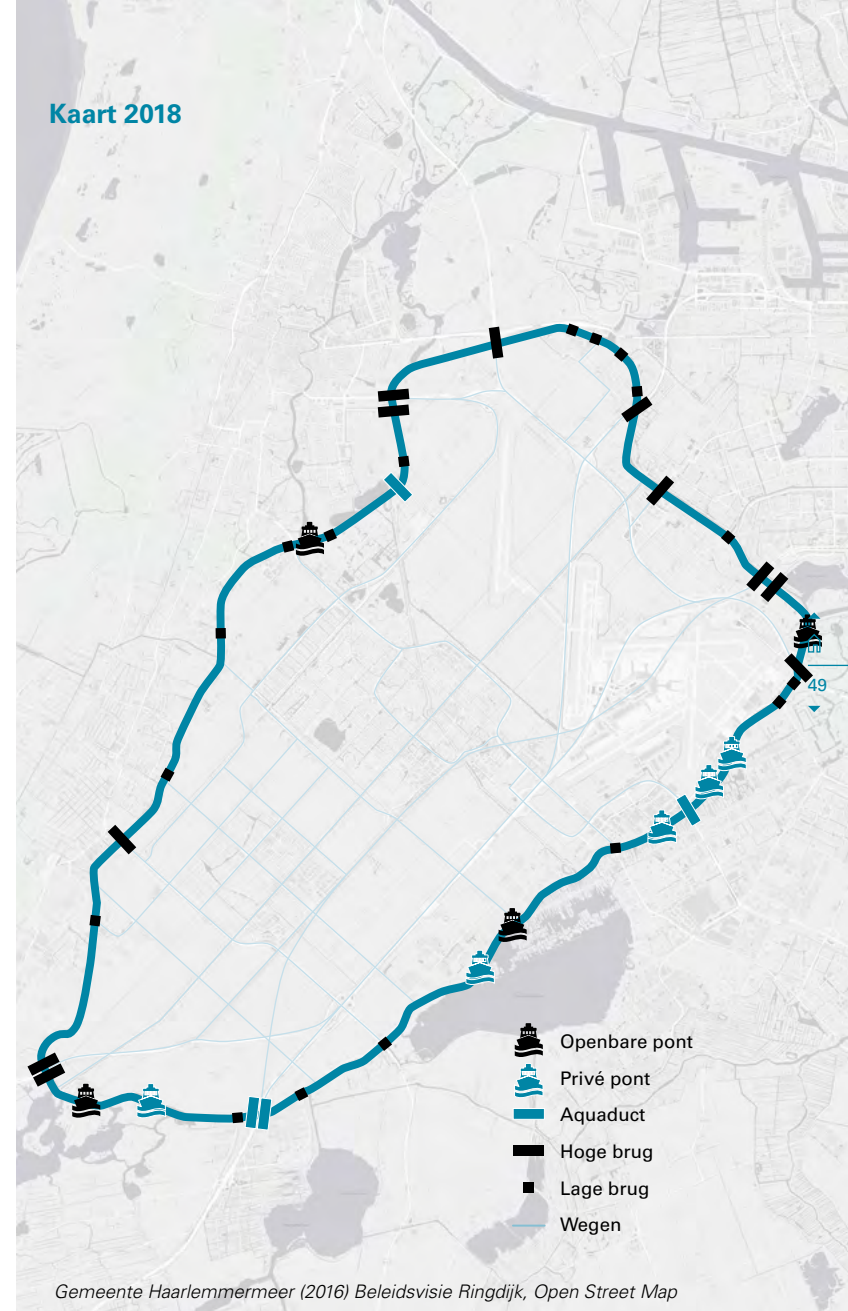 Kaart 2018
49
Openbare pont
Privé pont
Aquaduct
Hoge brug
Lage brug
Wegen
Gemeente Haarlemmermeer (2016) Beleidsvisie Ringdijk, Open Street Map